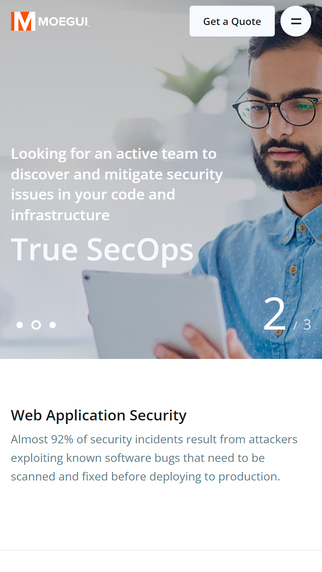 MOEGUI
Get a Quote
Looking for an active team to
discover and mitigate security
issues in your code and
infrastructure
True SecOps
2 / 3
Web Application Security
Almost 92% of security incidents result from attackers
exploiting known software bugs that need to be
scanned and fixed before deploying to production.